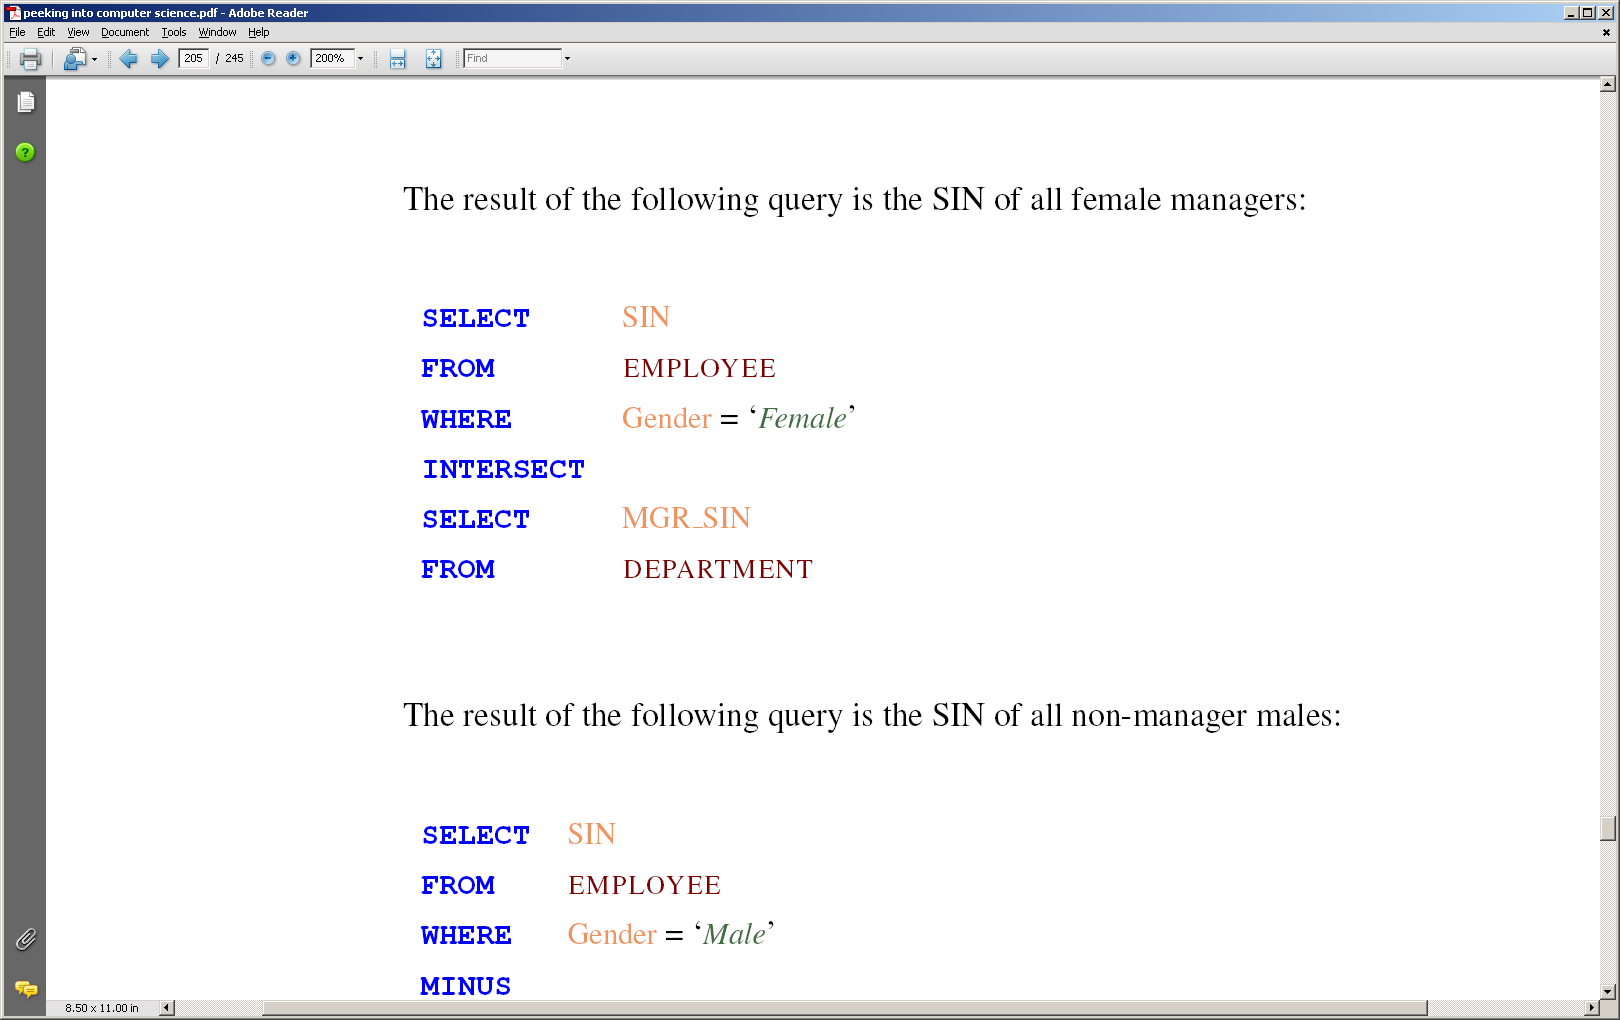 peeking into computer science.pdf - Adobe Reader
File Edit View Document Tools Window Help
205 / 245 200% Find
The result of the following query is the SIN of all female managers:
SELECT SIN
FROM EMPLOYEE
WHERE Gender = ‘Female’
INTERSECT
SELECT MGR_SIN
FROM DEPARTMENT
The result of the following query is the SIN of all non-manager males:
SELECT SIN
FROM EMPLOYEE
WHERE Gender = ‘Male’
MINUS
8.50 x 11.00 in